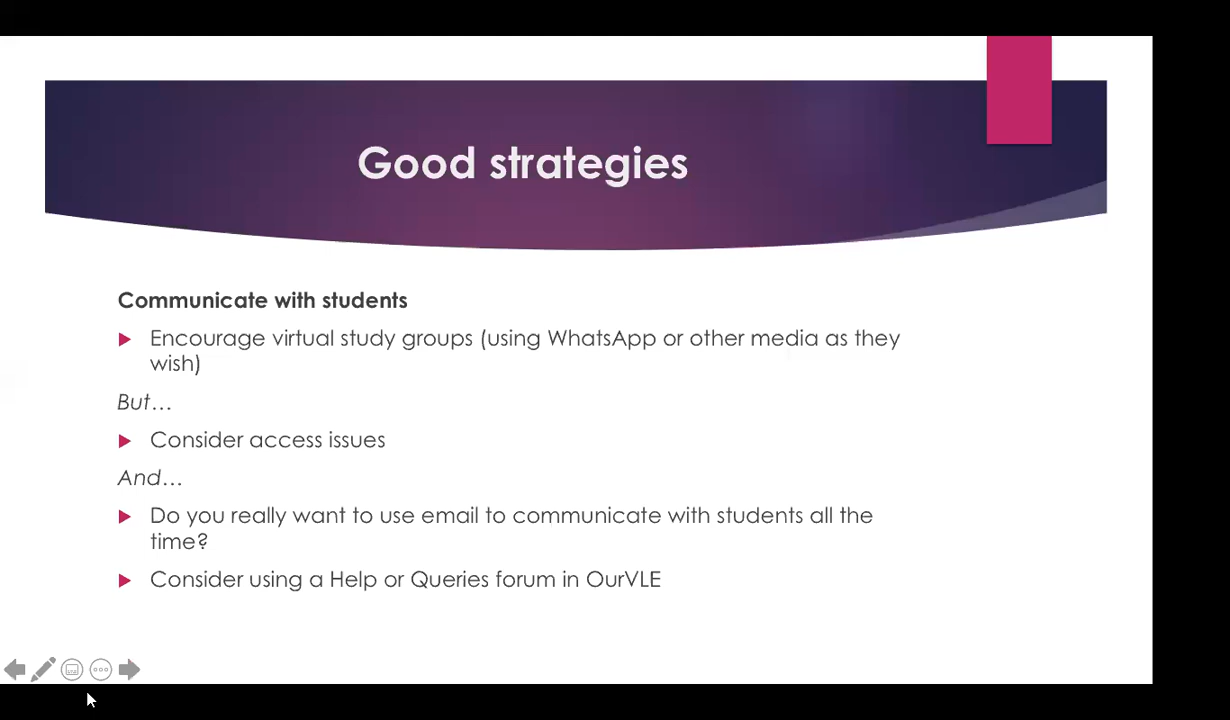 Good strategies
Communicate with students
Encourage virtual study groups (using WhatsApp or other media as they
wish)
But…
Consider access issues
And…
Do you really want to use email to communicate with students all the
time?
Consider using a Help or Queries forum in OurVLE